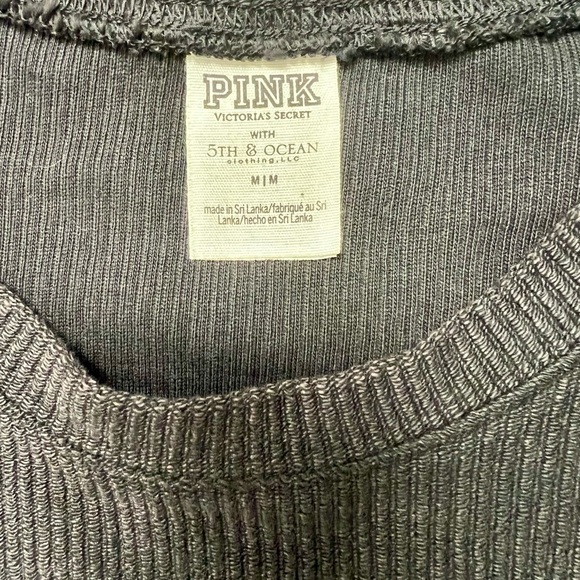 PINK
VICTORIA'S SECRET
WITH
5TH & OCEAN
clothing, LLC
M|M
made in Sri Lanka/fabriqué au Sri
Lanka/hecho en Sri Lanka